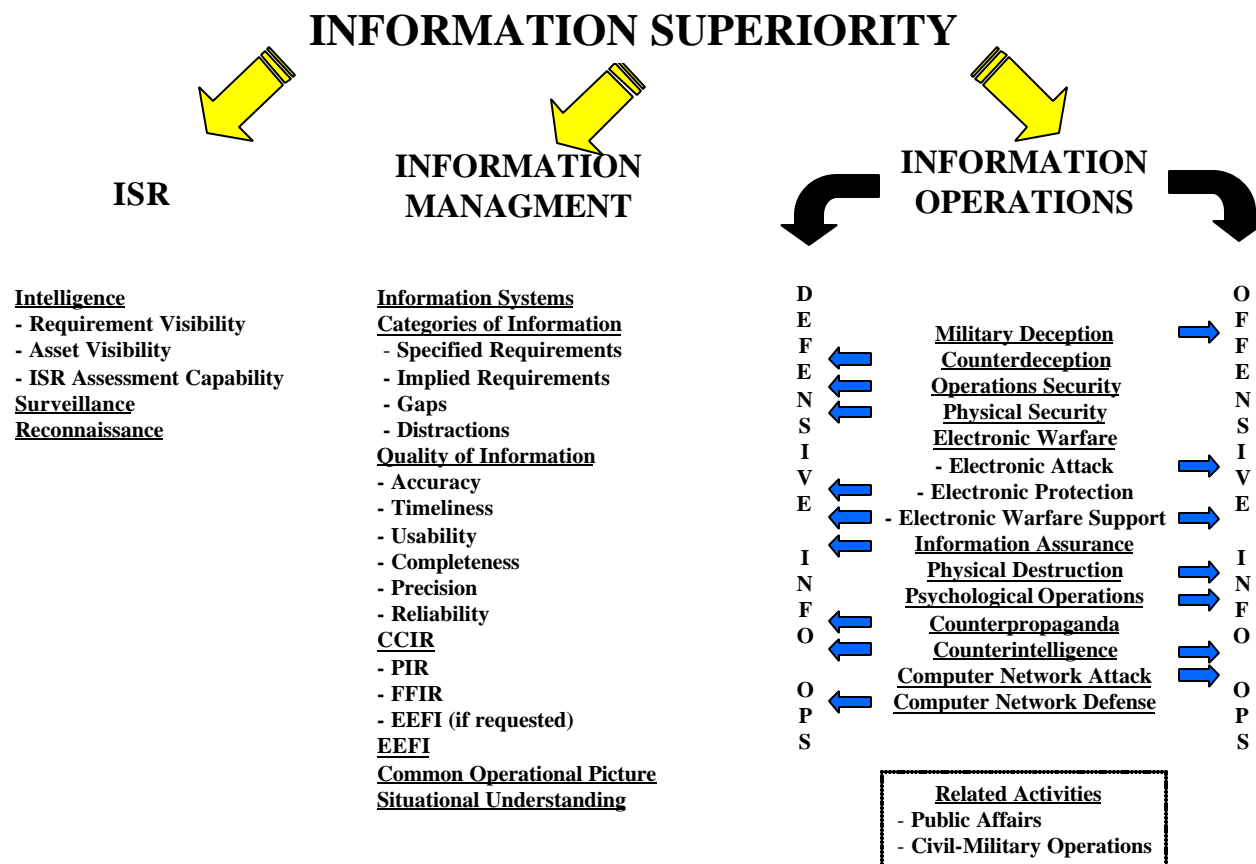 INFORMATION SUPERIORITY
ISR
Intelligence
- Requirement Visibility
- Asset Visibility
- ISR Assessment Capability
Surveillance
Reconnaissance
INFORMATION
MANAGMENT
Information Systems
Categories of Information
- Specified Requirements
- Implied Requirements
- Gaps
- Distractions
Quality of Information
- Accuracy
- Timeliness
- Usability
- Completeness
- Precision
- Reliability
CCIR
- PIR
- FFIR
- EEFI (if requested)
EEFI
Common Operational Picture
Situational Understanding
INFORMATION
OPERATIONS
DEFENSIVE INFO OPS
Military Deception
Counterdeception
Operations Security
Physical Security
Electronic Warfare
- Electronic Attack
- Electronic Protection
- Electronic Warfare Support
Information Assurance
Physical Destruction
Psychological Operations
Counterpropaganda
Counterintelligence
Computer Network Attack
Computer Network Defense
OFFENSIVE INFO OPS
Related Activities
- Public Affairs
- Civil-Military Operations